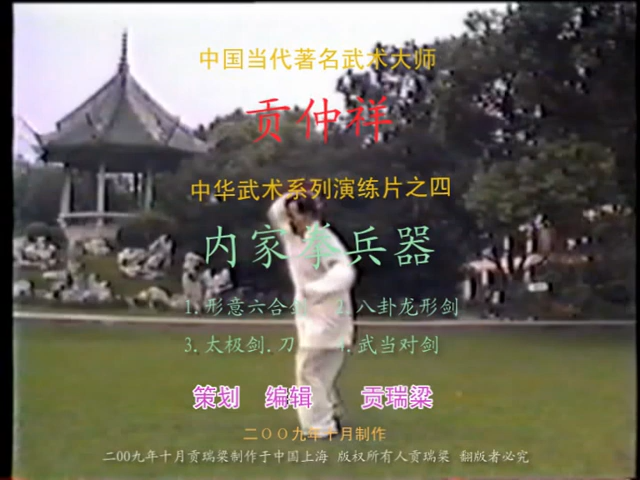 中国当代著名武术大师
贡仲祥
中华武术系列演练片之四
内家拳兵器
1.形意六合剑 2.八卦龙形剑
3.太极剑.刀 4.武当对剑
策划 编辑 贡瑞梁
二〇〇九年十月制作
二00九年十月贡瑞梁制作于中国上海 版权所有人贡瑞梁 翻版者必究